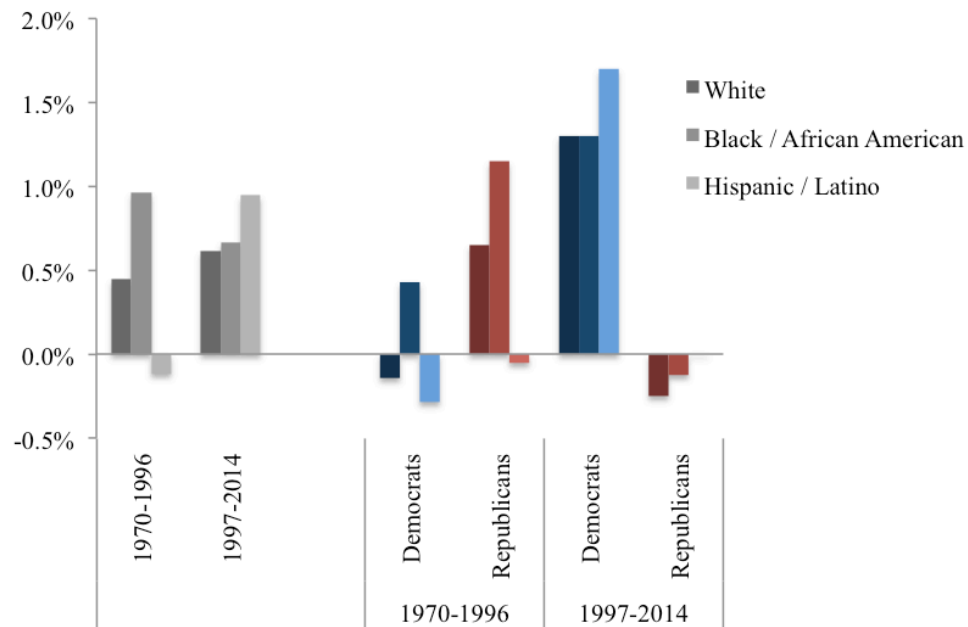 2.0%
1.5%
1.0%
0.5%
0.0%
-0.5%
White
Black / African American
Hispanic / Latino
1970-1996
1997-2014
Democrats
Republicans
Democrats
Republicans
1970-1996
1997-2014